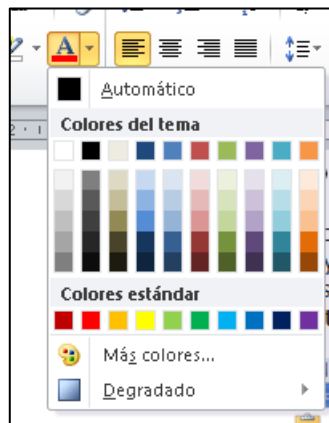 A
Automático
Colores del tema
Colores estándar
Más colores...
Degradado